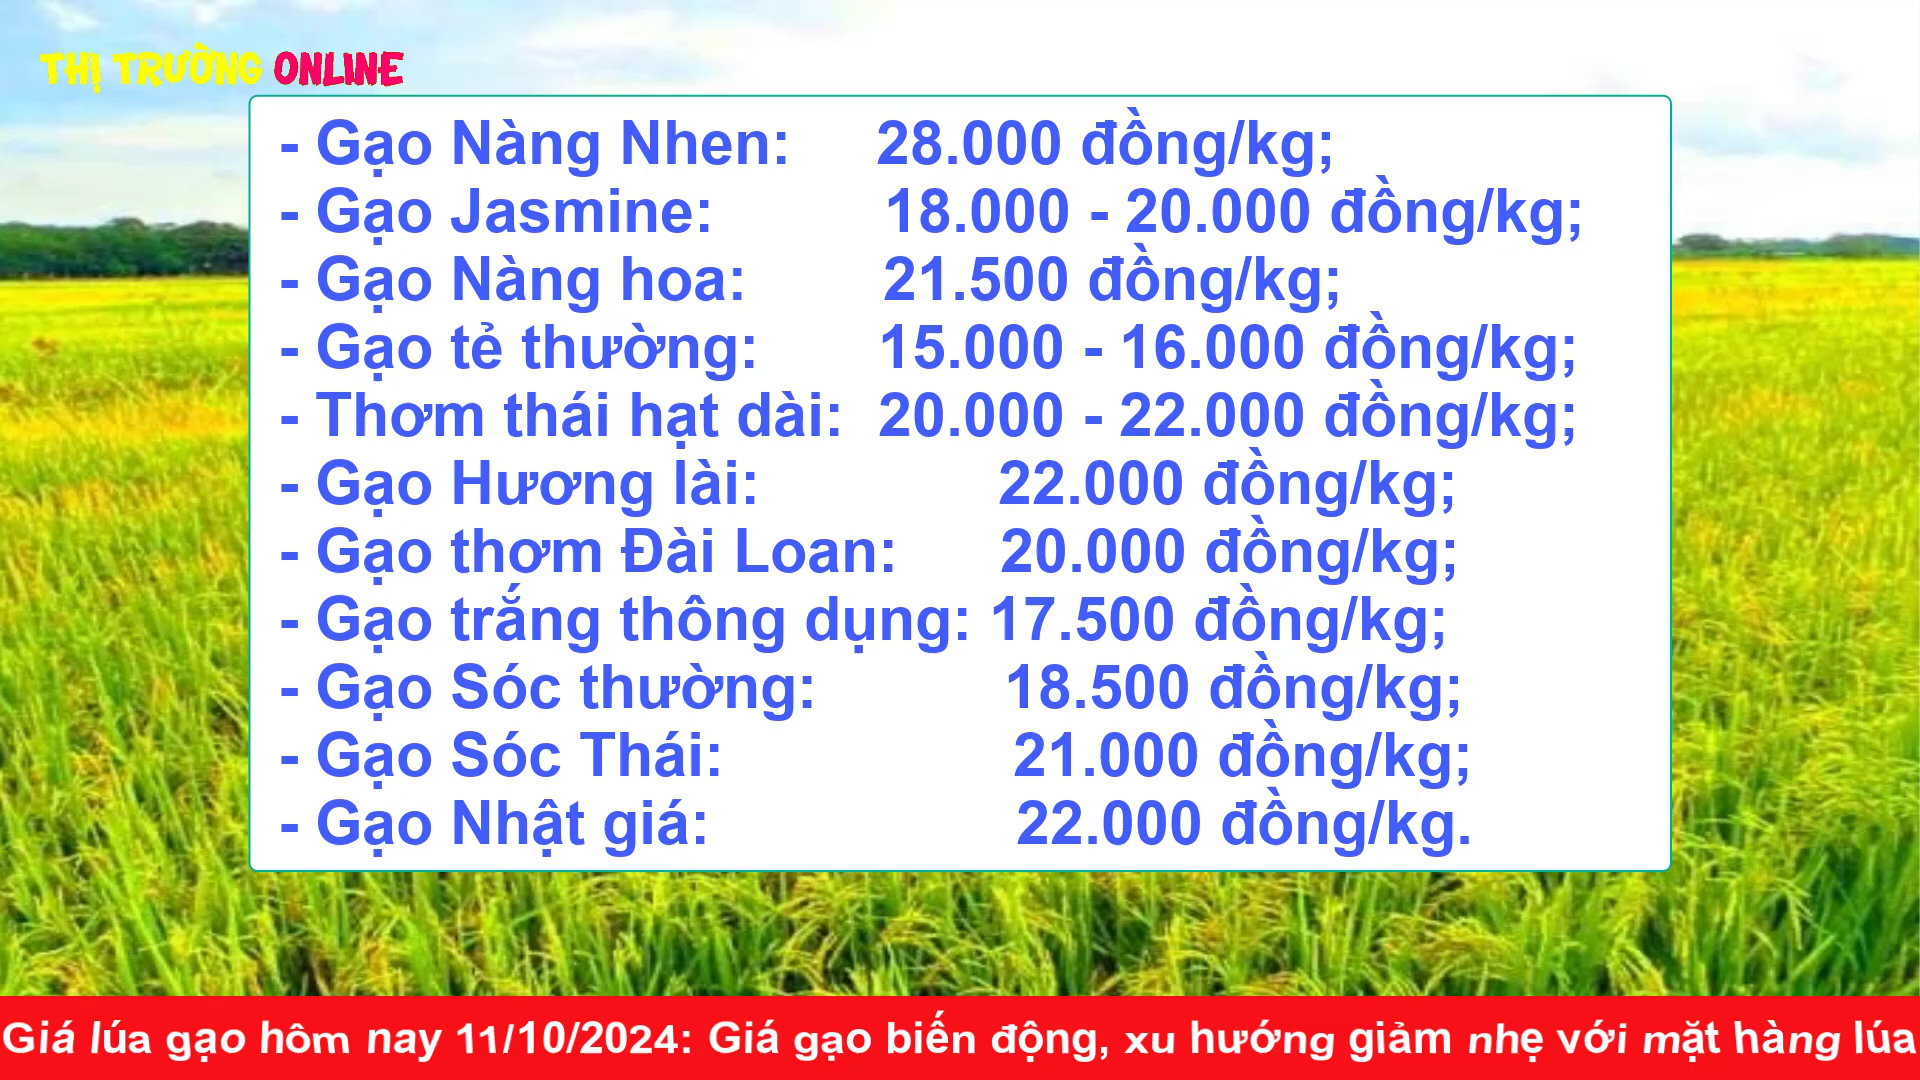 THỊ TRƯỜNG ONLINE
- Gạo Nàng Nhen: 28.000 đồng/kg;
- Gạo Jasmine: 18.000 - 20.000 đồng/kg;
- Gạo Nàng hoa: 21.500 đồng/kg;
- Gạo tẻ thường: 15.000 - 16.000 đồng/kg;
- Thơm thái hạt dài: 20.000 - 22.000 đồng/kg;
- Gạo Hương lài: 22.000 đồng/kg;
- Gạo thơm Đài Loan: 20.000 đồng/kg;
- Gạo trắng thông dụng: 17.500 đồng/kg;
- Gạo Sóc thường: 18.500 đồng/kg;
- Gạo Sóc Thái: 21.000 đồng/kg;
- Gạo Nhật giá: 22.000 đồng/kg.
Giá lúa gạo hôm nay 11/10/2024: Giá gạo biến động, xu hướng giảm nhẹ với mặt hàng lúa